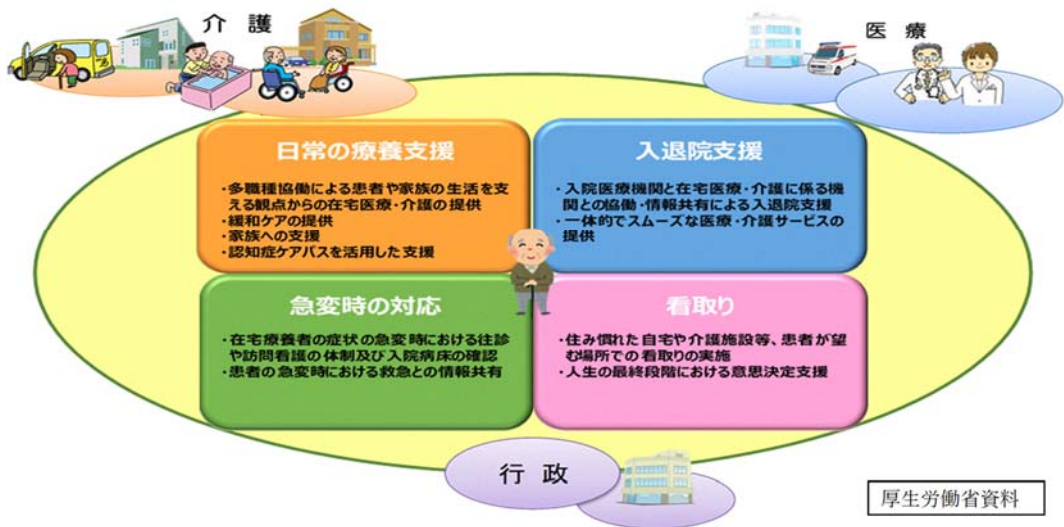 介 護
医 療
日常の療養支援
・多職種協働による患者や家族の生活を支
える観点からの在宅医療・介護の提供
・緩和ケアの提供
・家族への支援
・認知症ケアパスを活用した支援
入退院支援
・入院医療機関と在宅医療・介護に係る機
関との協働・情報共有による入退院支援
・一体的でスムーズな医療・介護サービスの
提供
急変時の対応
・在宅療養者の症状の急変時における往診
や訪問看護の体制及び入院病床の確認
・患者の急変時における救急との情報共有
看取り
・住み慣れた自宅や介護施設等、患者が望
む場所での看取りの実施
・人生の最終段階における意思決定支援
行 政
厚生労働省資料